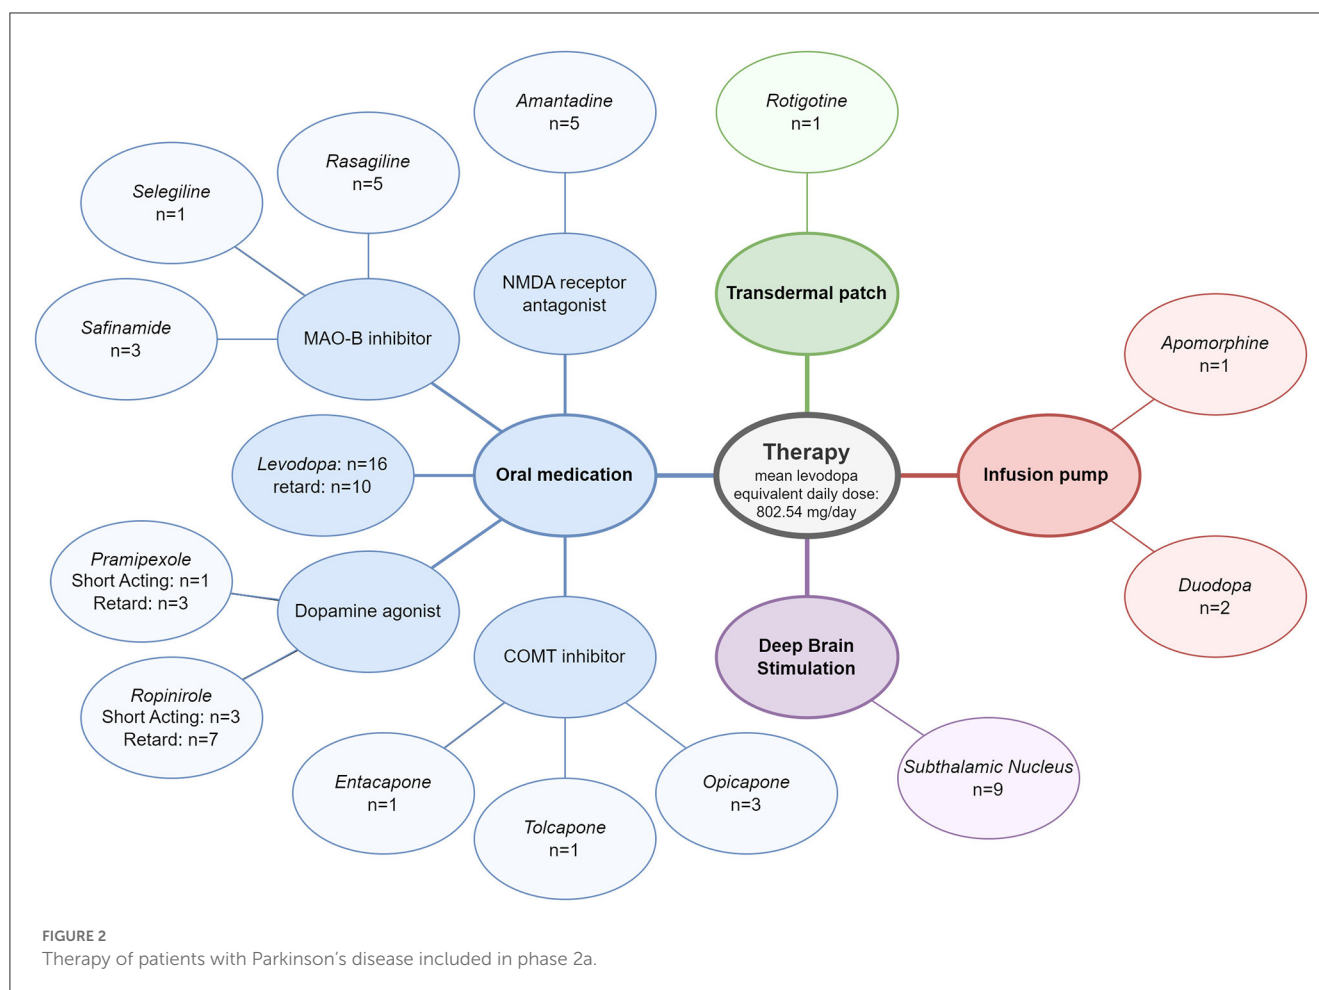 Amantadine
n=5
Rotigotine
n=1
Rasagiline
n=5
Selegiline
n=1
NMDA receptor
antagonist
Transdermal patch
Safinamide
n=3
MAO-B inhibitor
Apomorphine
n=1
Levodopa: n=16
retard: n=10
Oral medication
Therapy
mean levodopa
equivalent daily dose:
802.54 mg/day
Infusion pump
Pramipexole
Short Acting: n=1
Retard: n=3
Dopamine agonist
Duodopa
n=2
COMT inhibitor
Deep Brain
Stimulation
Ropinirole
Short Acting: n=3
Retard: n=7
Entacapone
n=1
Tolcapone
n=1
Opicapone
n=3
Subthalamic Nucleus
n=9
FIGURE 2
Therapy of patients with Parkinson's disease included in phase 2a.